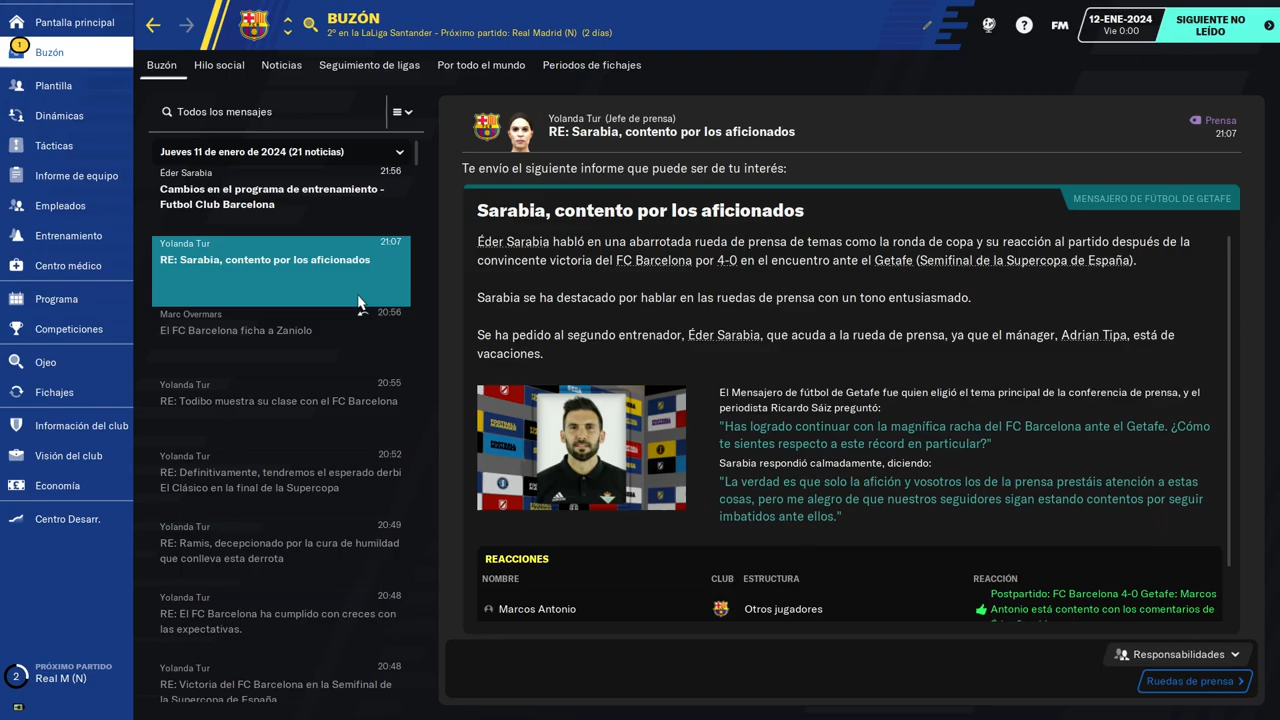 Pantalla principal
1
Buzón
Plantilla
Dinámicas
Tácticas
Informe de equipo
Empleados
Entrenamiento
Centro médico
Programa
Competiciones
Ojeo
Fichajes
Información del club
Visión del club
Economía
Centro Desarr.
2
PRÓXIMO PARTIDO
Real M (N)
BUZÓN
2º en la LaLiga Santander - Próximo partido: Real Madrid (N) (2 días)
?
FM
12-ENE-2024
Vie 0:00
SIGUIENTE NO
LEÍDO
Buzón
Hilo social
Noticias
Seguimiento de ligas
Por todo el mundo
Periodos de fichajes
Todos los mensajes
Jueves 11 de enero de 2024 (21 noticias)
Éder Sarabia 21:56
Cambios en el programa de entrenamiento -
Futbol Club Barcelona
Yolanda Tur 21:07
RE: Sarabia, contento por los aficionados
Marc Overmars 20:56
El FC Barcelona ficha a Zaniolo
Yolanda Tur 20:55
RE: Todibo muestra su clase con el FC Barcelona
Yolanda Tur 20:52
RE: Definitivamente, tendremos el esperado derbi
El Clásico en la final de la Supercopa
Yolanda Tur 20:49
RE: Ramis, decepcionado por la cura de humildad
que conlleva esta derrota
Yolanda Tur 20:48
RE: El FC Barcelona ha cumplido con creces con
las expectativas.
Yolanda Tur 20:48
RE: Victoria del FC Barcelona en la Semifinal de
la Supercopa de España
Yolanda Tur (Jefe de prensa)
RE: Sarabia, contento por los aficionados
Prensa
21:07
Te envío el siguiente informe que puede ser de tu interés:
MENSAJERO DE FÚTBOL DE GETAFE
Sarabia, contento por los aficionados
Éder Sarabia habló en una abarrotada rueda de prensa de temas como la ronda de copa y su reacción al partido después de la
convincente victoria del FC Barcelona por 4-0 en el encuentro ante el Getafe (Semifinal de la Supercopa de España).
Sarabia se ha destacado por hablar en las ruedas de prensa con un tono entusiasmado.
Se ha pedido al segundo entrenador, Éder Sarabia, que acuda a la rueda de prensa, ya que el mánager, Adrian Tipa, está de
vacaciones.
El Mensajero de fútbol de Getafe fue quien eligió el tema principal de la conferencia de prensa, y el
periodista Ricardo Sáiz preguntó:
"Has logrado continuar con la magnífica racha del FC Barcelona ante el Getafe. ¿Cómo
te sientes respecto a este récord en particular?"
Sarabia respondió calmadamente, diciendo:
"La verdad es que solo la afición y vosotros los de la prensa prestáis atención a estas
cosas, pero me alegro de que nuestros seguidores sigan estando contentos por seguir
imbatidos ante ellos."
REACCIONES
NOMBRE CLUB ESTRUCTURA REACCIÓN
Marcos Antonio Otros jugadores
Postpartido: FC Barcelona 4-0 Getafe: Marcos
Antonio está contento con los comentarios de
Responsabilidades
Ruedas de prensa